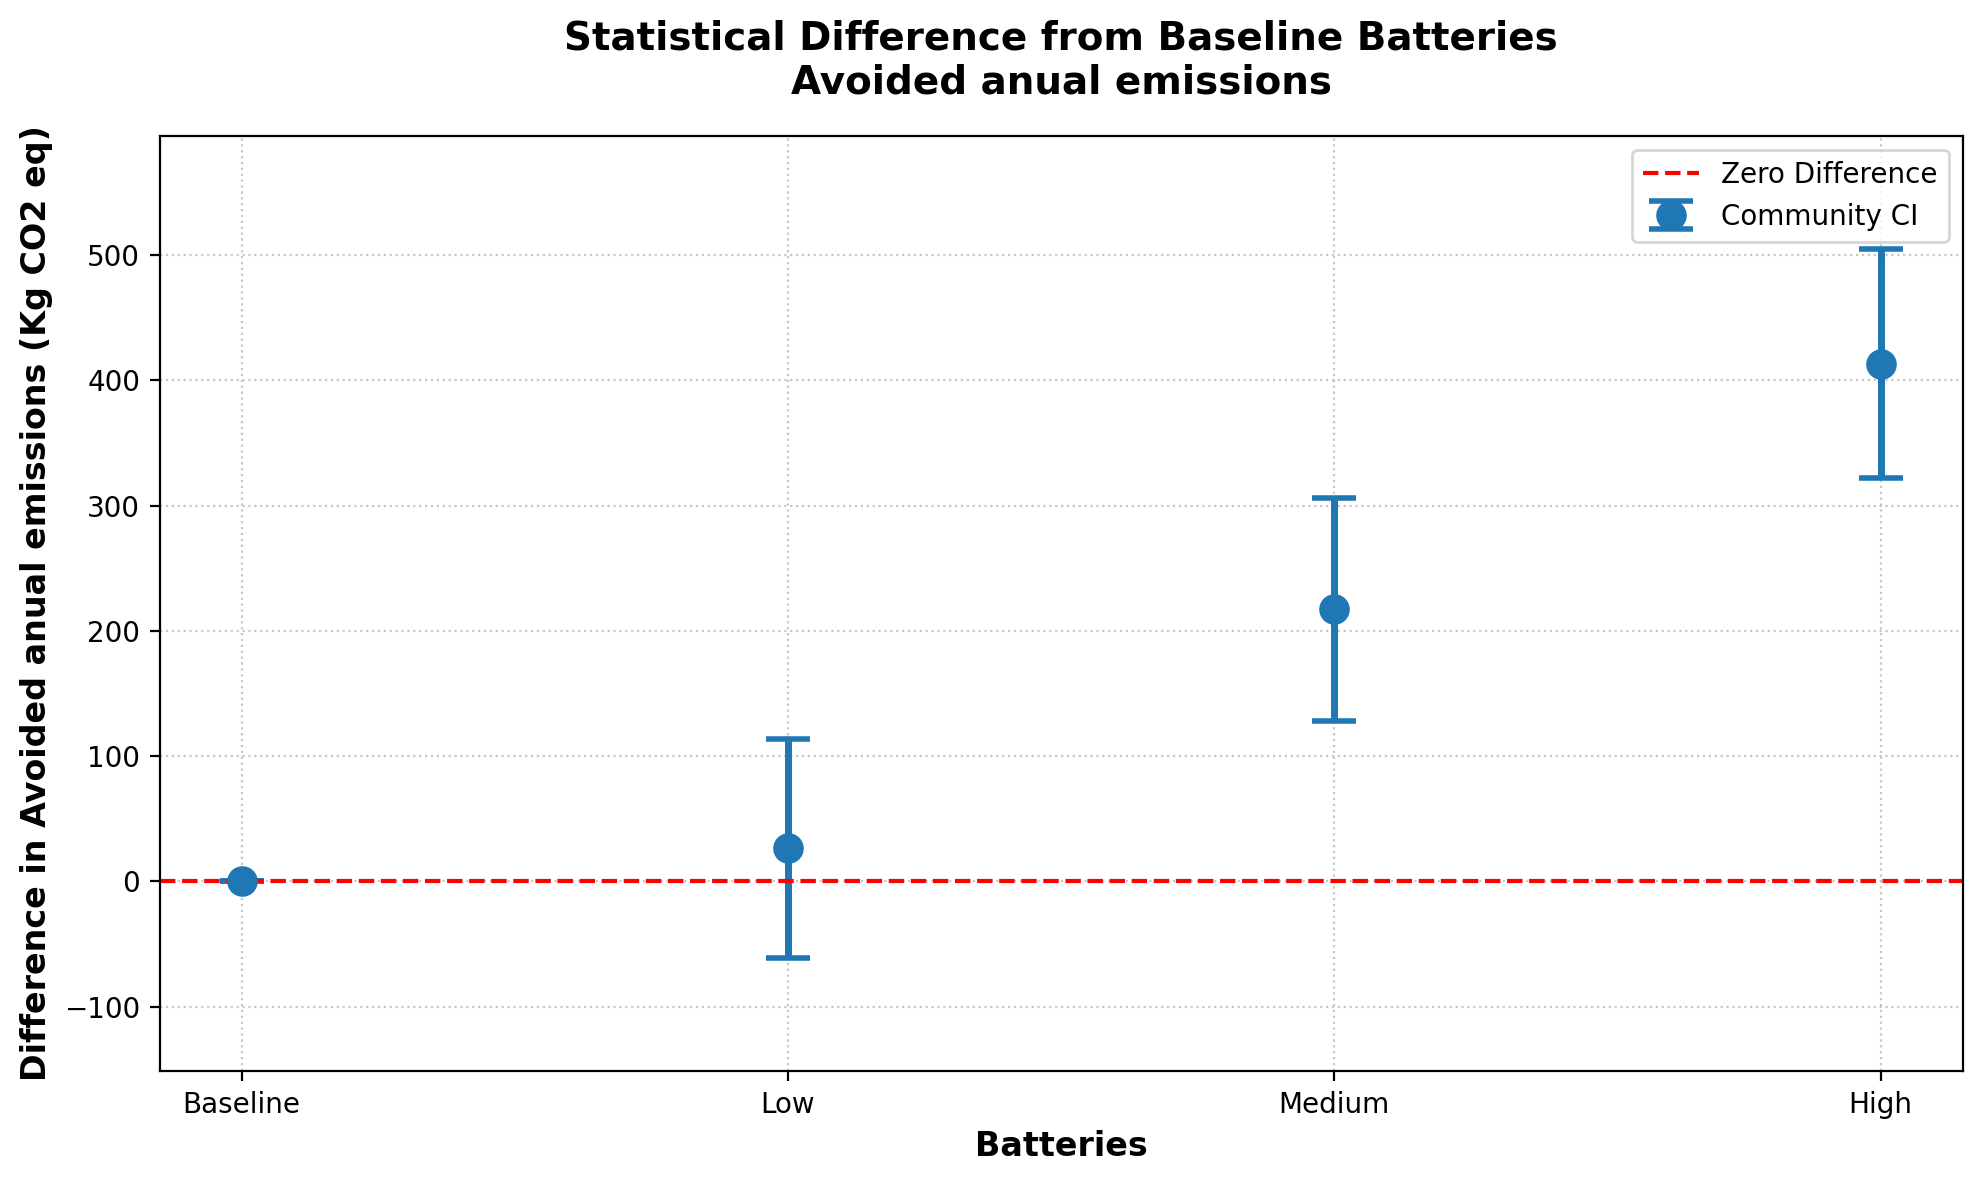 Statistical Difference from Baseline Batteries
Avoided anual emissions
Difference in Avoided anual emissions (Kg CO2 eq)
Zero Difference
Community CI
500
400
300
200
100
0
−100
Baseline
Low
Medium
High
Batteries